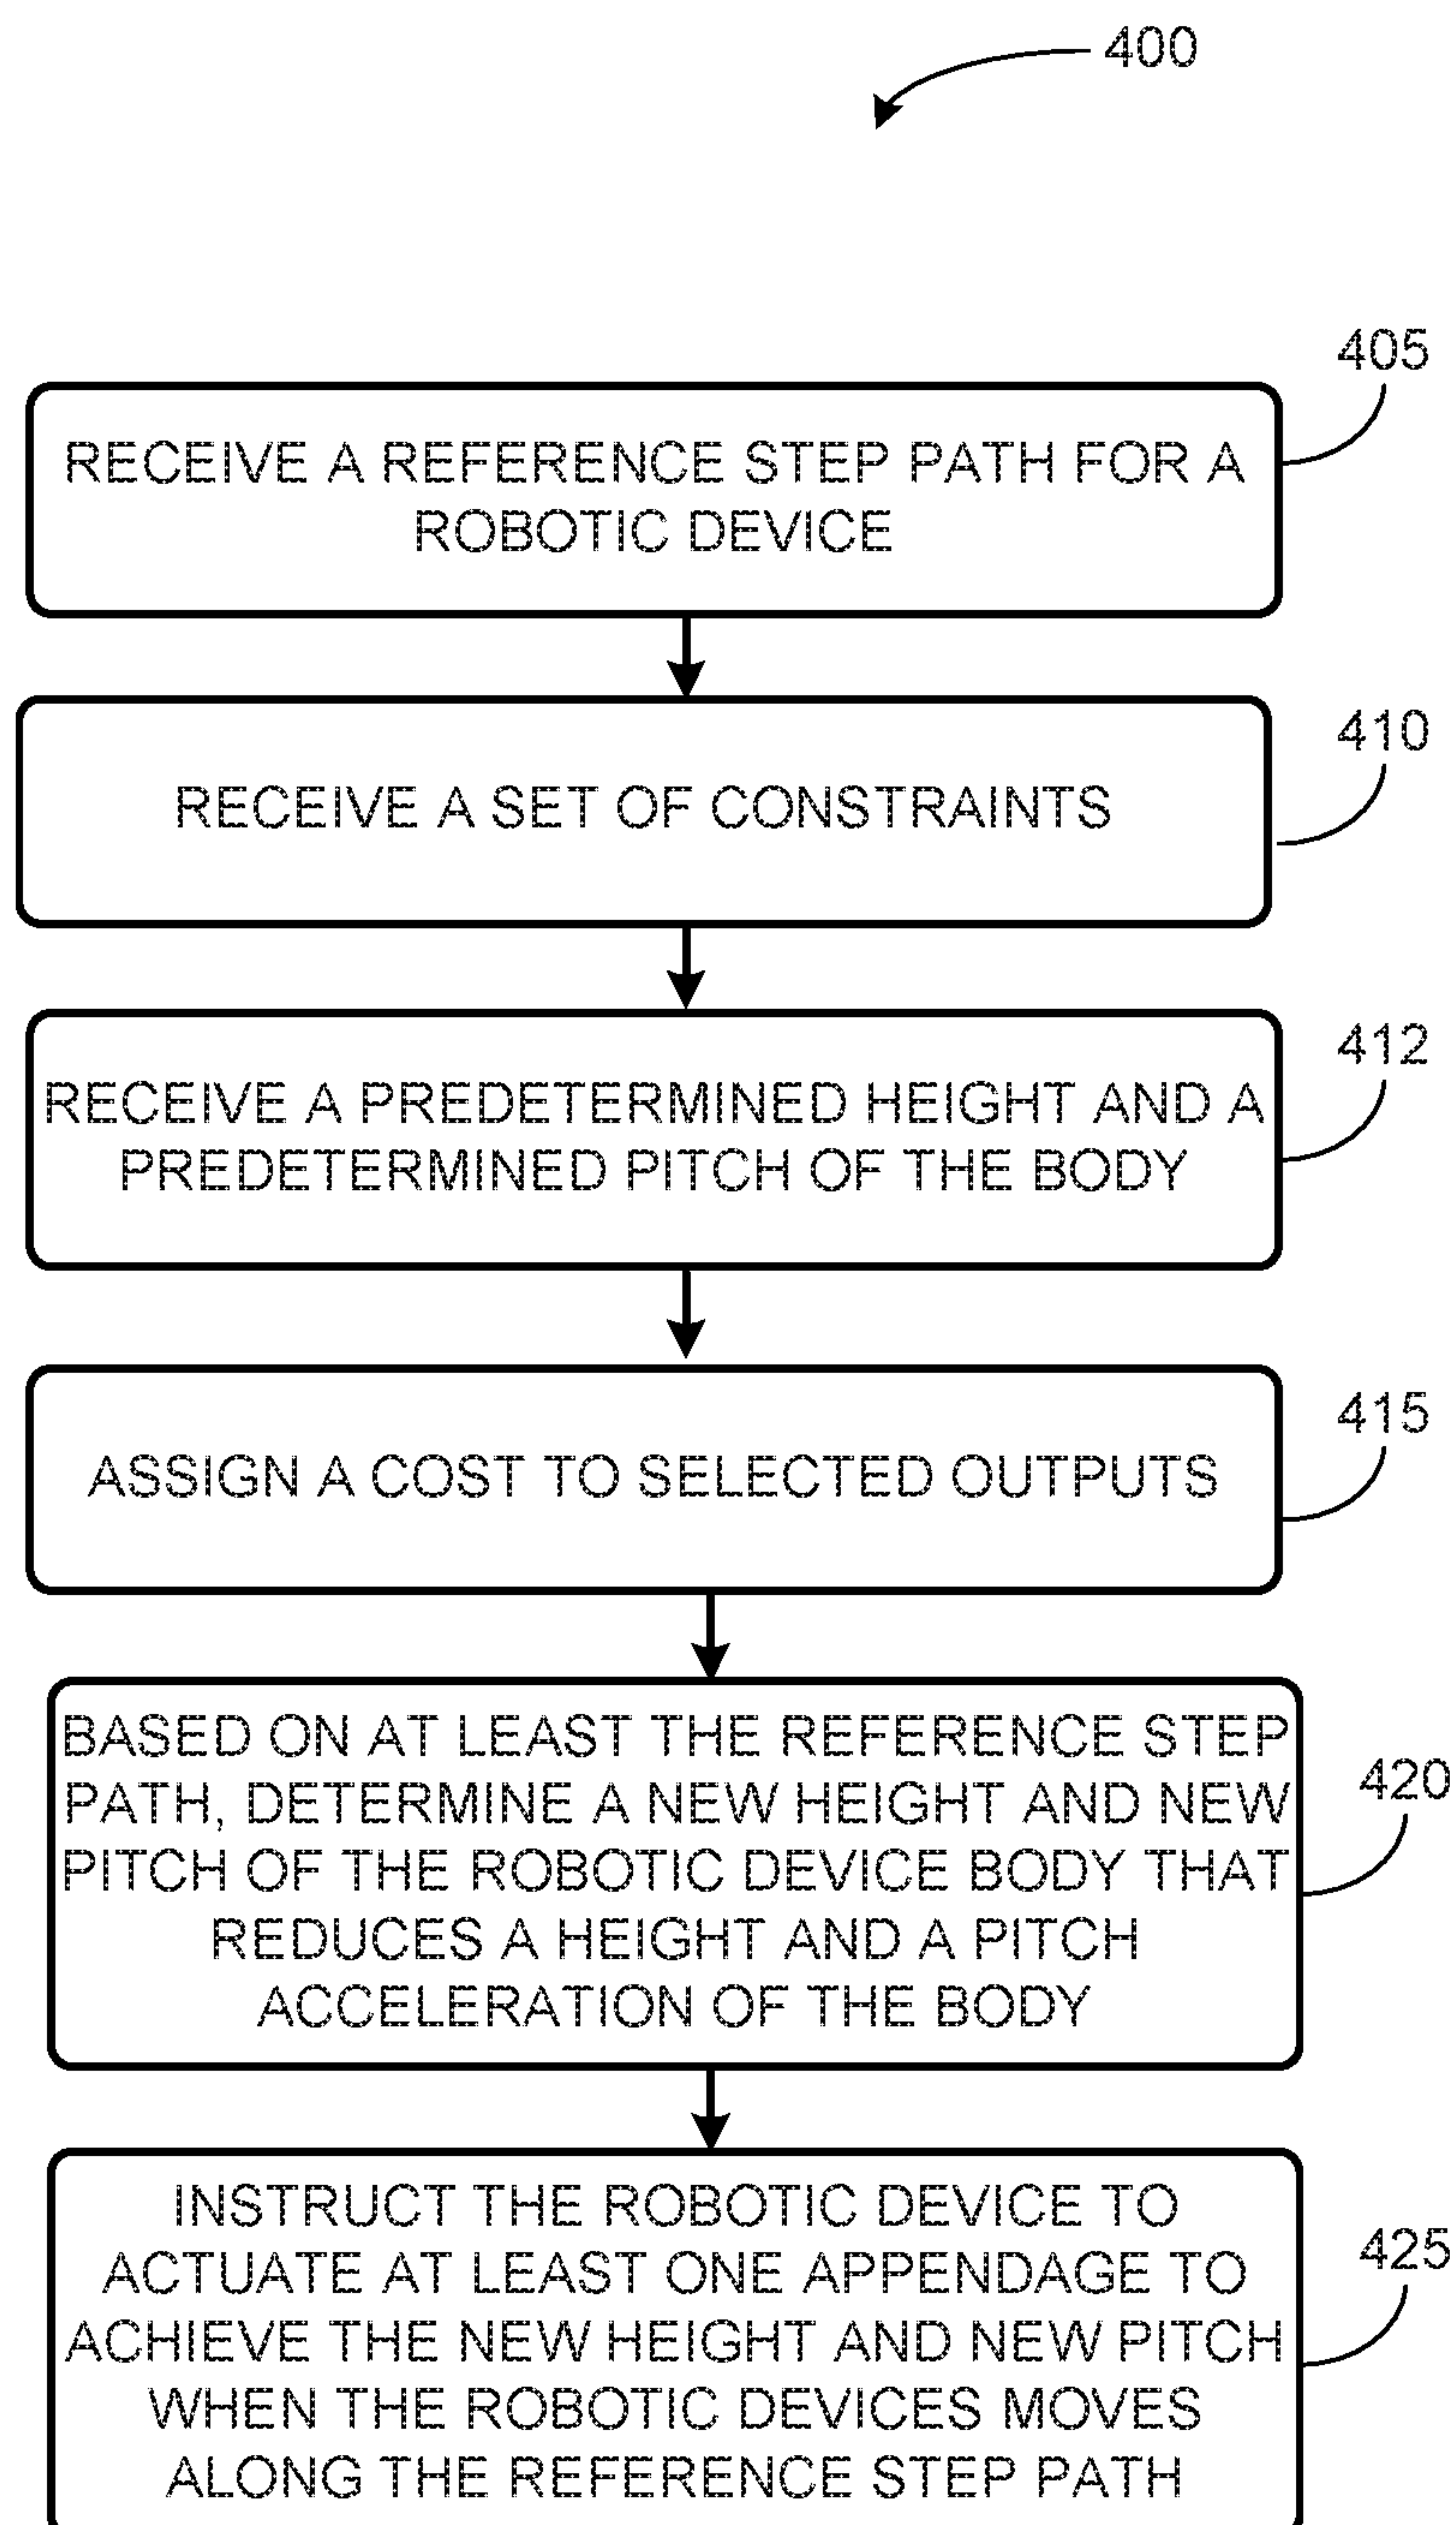 400
405
RECEIVE A REFERENCE STEP PATH FOR A
ROBOTIC DEVICE
410
RECEIVE A SET OF CONSTRAINTS
412
RECEIVE A PREDETERMINED HEIGHT AND A
PREDETERMINED PITCH OF THE BODY
415
ASSIGN A COST TO SELECTED OUTPUTS
420
BASED ON AT LEAST THE REFERENCE STEP
PATH, DETERMINE A NEW HEIGHT AND NEW
PITCH OF THE ROBOTIC DEVICE BODY THAT
REDUCES A HEIGHT AND A PITCH
ACCELERATION OF THE BODY
425
INSTRUCT THE ROBOTIC DEVICE TO
ACTUATE AT LEAST ONE APPENDAGE TO
ACHIEVE THE NEW HEIGHT AND NEW PITCH
WHEN THE ROBOTIC DEVICES MOVES
ALONG THE REFERENCE STEP PATH